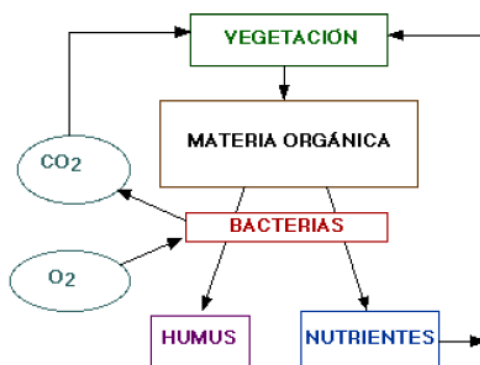 VEGETACIÓN
MATERIA ORGÁNICA
CO2
BACTERIAS
O2
HUMUS
NUTRIENTES